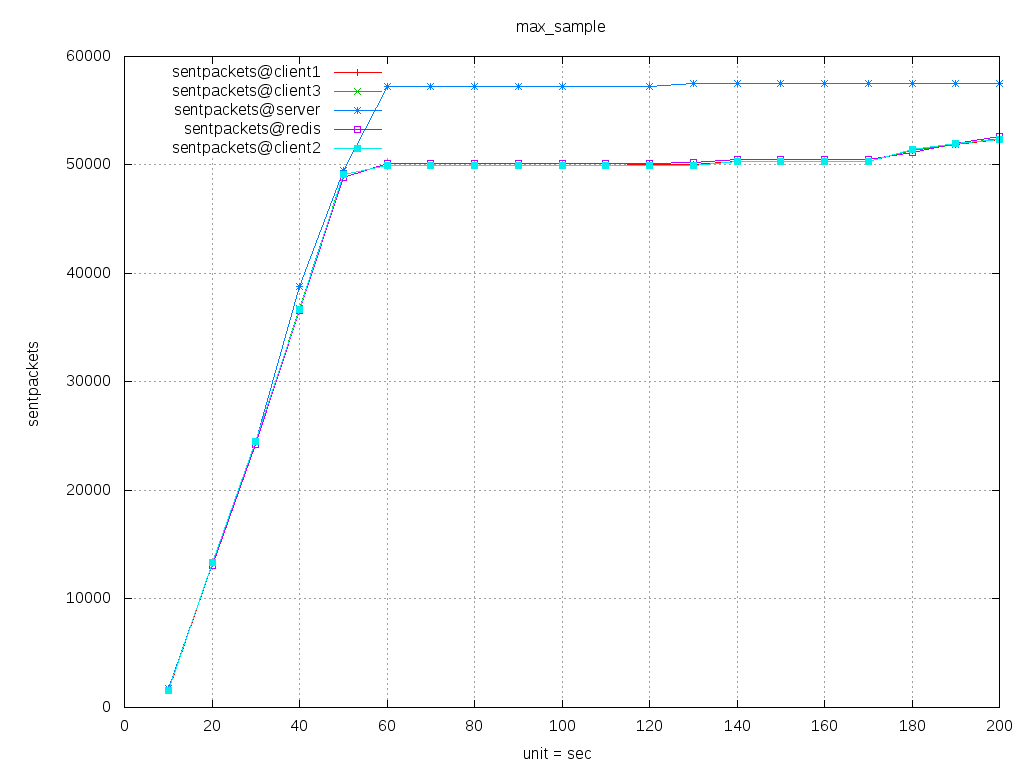 max_sample
60000
50000
40000
30000
20000
10000
0
sentpackets@client1
sentpackets@client3
sentpackets@server
sentpackets@redis
sentpackets@client2
sentpackets
0 20 40 60 80 100 120 140 160 180 200
unit = sec